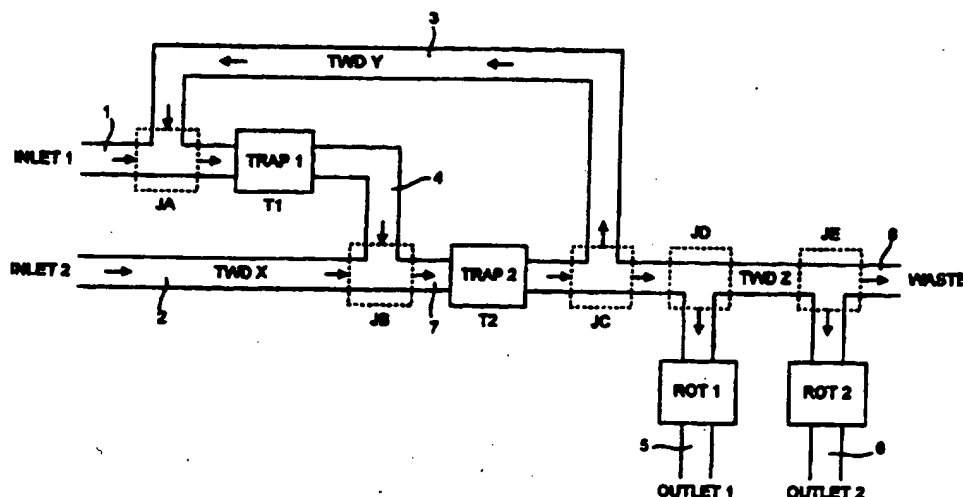 3
TWD Y
1
INLET 1
TRAP 1
4
JA
T1
JD
JE
8
INLET 2
TWD X
TRAP 2
TWD Z
WASTE
2
JB
7
T2
JC
ROT 1
ROT 2
5
6
OUTLET 1
OUTLET 2